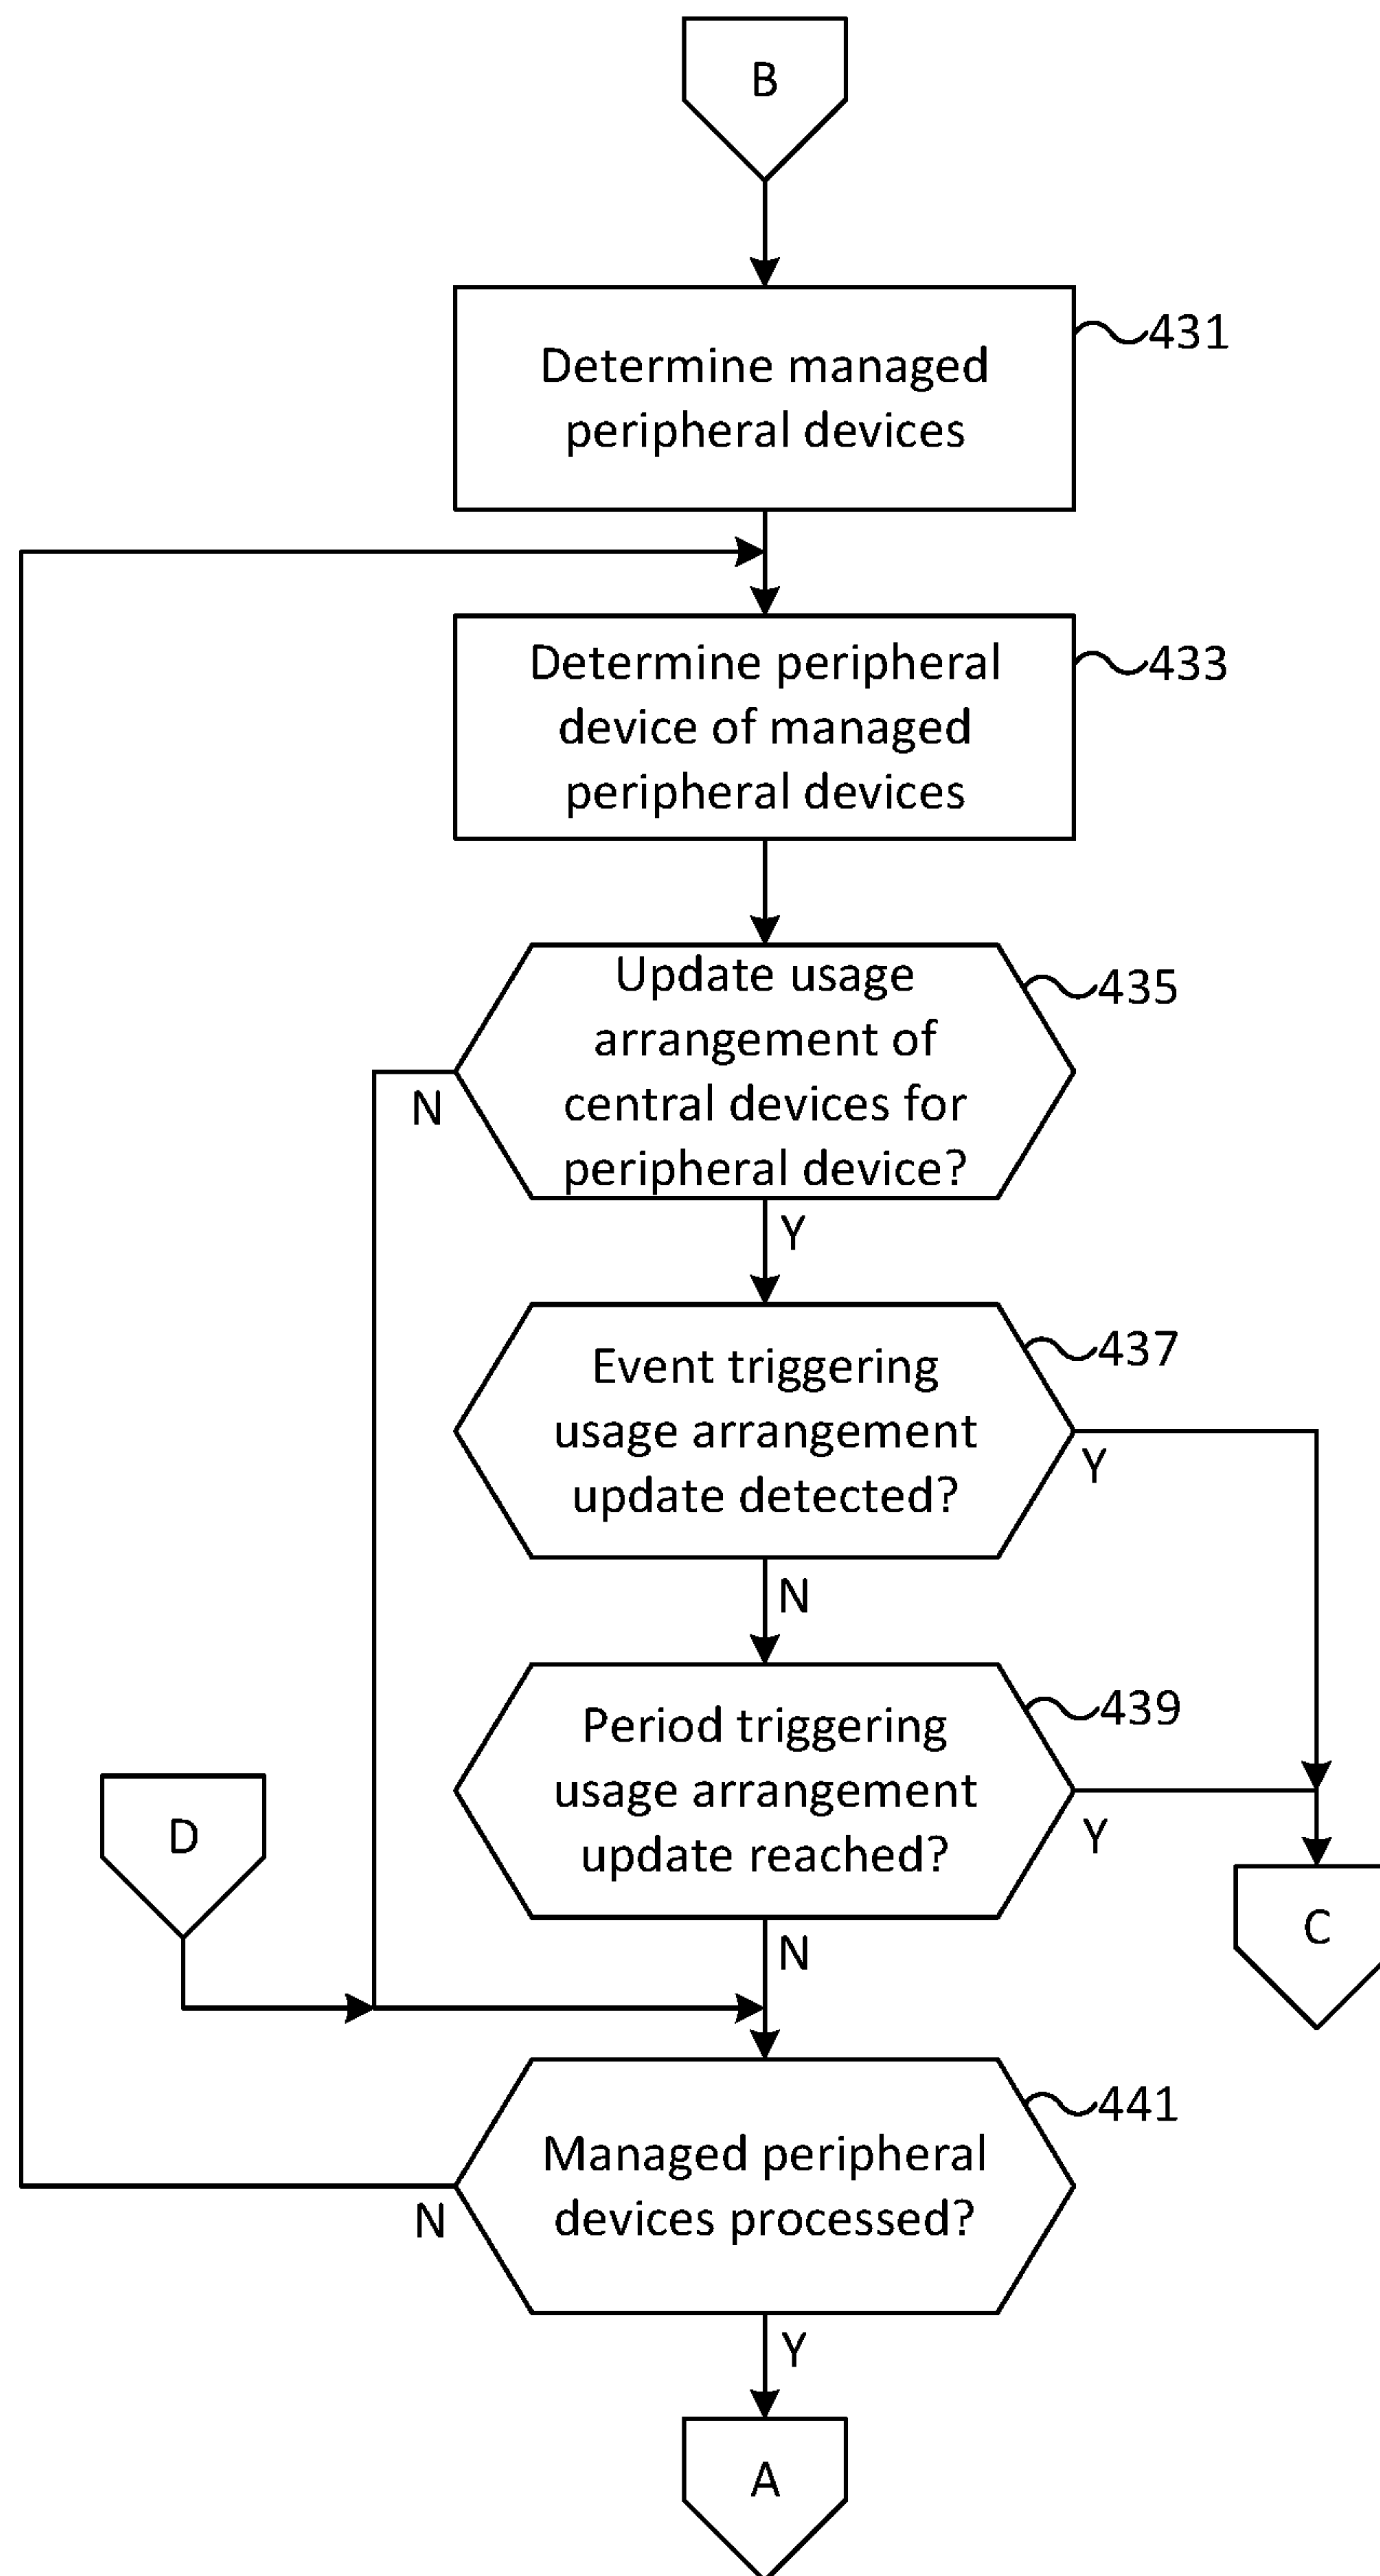 B
Determine managed
peripheral devices
431
Determine peripheral
device of managed
peripheral devices
433
Update usage
arrangement of
central devices for
peripheral device?
435
N
Y
Event triggering
usage arrangement
update detected?
437
Y
N
Period triggering
usage arrangement
update reached?
439
Y
D
C
N
Managed peripheral
devices processed?
441
N
Y
A